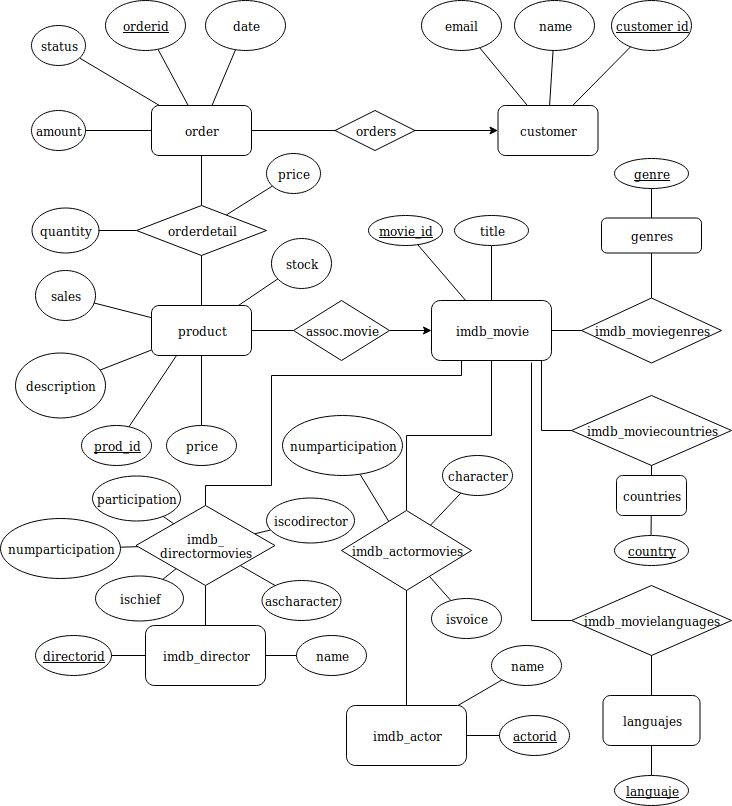 orderid
date
email
name
customer id
status
amount
order
orders
customer
price
genre
quantity
orderdetail
movie_id
title
genres
stock
sales
product
assoc.movie
imdb_movie
imdb_moviegenres
description
prod_id
price
numparticipation
imdb_moviecountries
participation
character
countries
iscodirector
numparticipation
imdb_
directormovies
imdb_actormovies
country
ischief
ascharacter
isvoice
imdb_movielanguages
directorid
imdb_director
name
name
imdb_actor
actorid
languajes
languaje